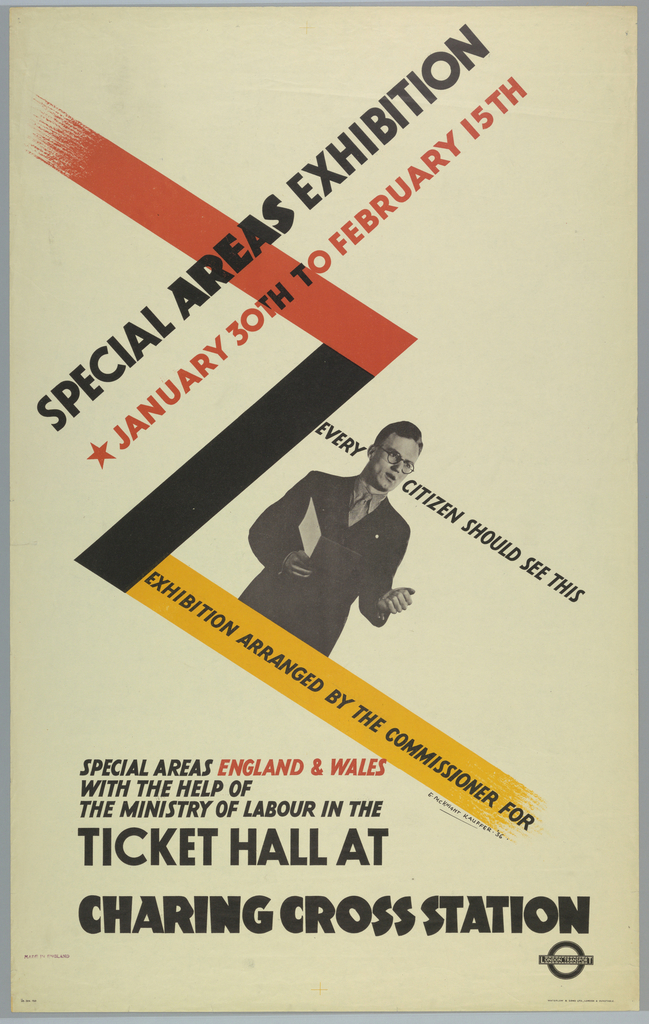 SPECIAL AREAS EXHIBITION
★ JANUARY 30TH TO FEBRUARY 15TH
EVERY CITIZEN SHOULD SEE THIS
EXHIBITION ARRANGED BY THE COMMISSIONER FOR
E. McKNIGHT KAUFFER. 36.
SPECIAL AREAS ENGLAND & WALES
WITH THE HELP OF
THE MINISTRY OF LABOUR IN THE
TICKET HALL AT
CHARING CROSS STATION
MADE IN ENGLAND
LONDON TRANSPORT